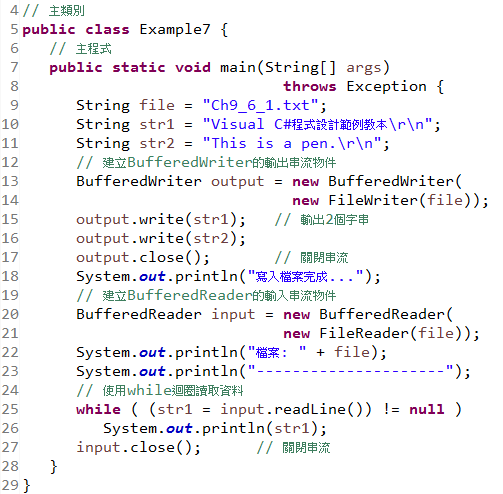 4 // 主類別
5 public class Example7 {
6    // 主程式
7    public static void main(String[] args)
8                              throws Exception {
9       String file = "Ch9_6_1.txt";
10       String str1 = "Visual C#程式設計範例教本\r\n";
11       String str2 = "This is a pen.\r\n";
12       // 建立BufferedWriter的輸出串流物件
13       BufferedWriter output = new BufferedWriter(
14                               new FileWriter(file));
15       output.write(str1);   // 輸出2個字串
16       output.write(str2);
17       output.close();       // 關閉串流
18       System.out.println("寫入檔案完成...");
19       // 建立BufferedReader的輸入串流物件
20       BufferedReader input = new BufferedReader(
21                              new FileReader(file));
22       System.out.println("檔案: " + file);
23       System.out.println("---------------------");
24       // 使用while迴圈讀取資料
25       while ( (str1 = input.readLine()) != null )
26          System.out.println(str1);
27       input.close();      // 關閉串流
28    }
29 }